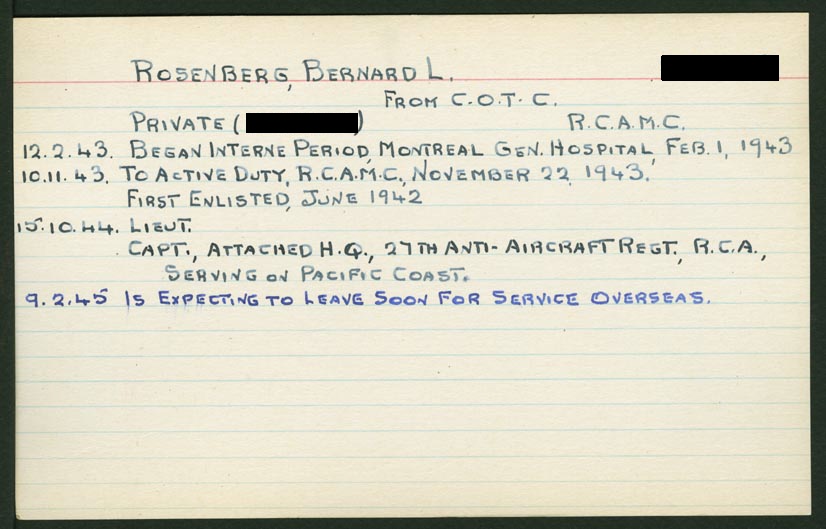 ROSENBERG, BERNARD L.
FROM C.O.T.C.
PRIVATE ( ) R.C.A.M.C.
12.2.43. BEGAN INTERNE PERIOD, MONTREAL GEN. HOSPITAL, FEB. 1, 1943
10.11.43. TO ACTIVE DUTY, R.C.A.M.C., NOVEMBER 22, 1943.
FIRST ENLISTED, JUNE 1942
15.10.44. LIEUT.
CAPT., ATTACHED H.Q., 27TH ANTI-AIRCRAFT REGT., R.C.A.,
SERVING ON PACIFIC COAST.
9.2.45 IS EXPECTING TO LEAVE SOON FOR SERVICE OVERSEAS.